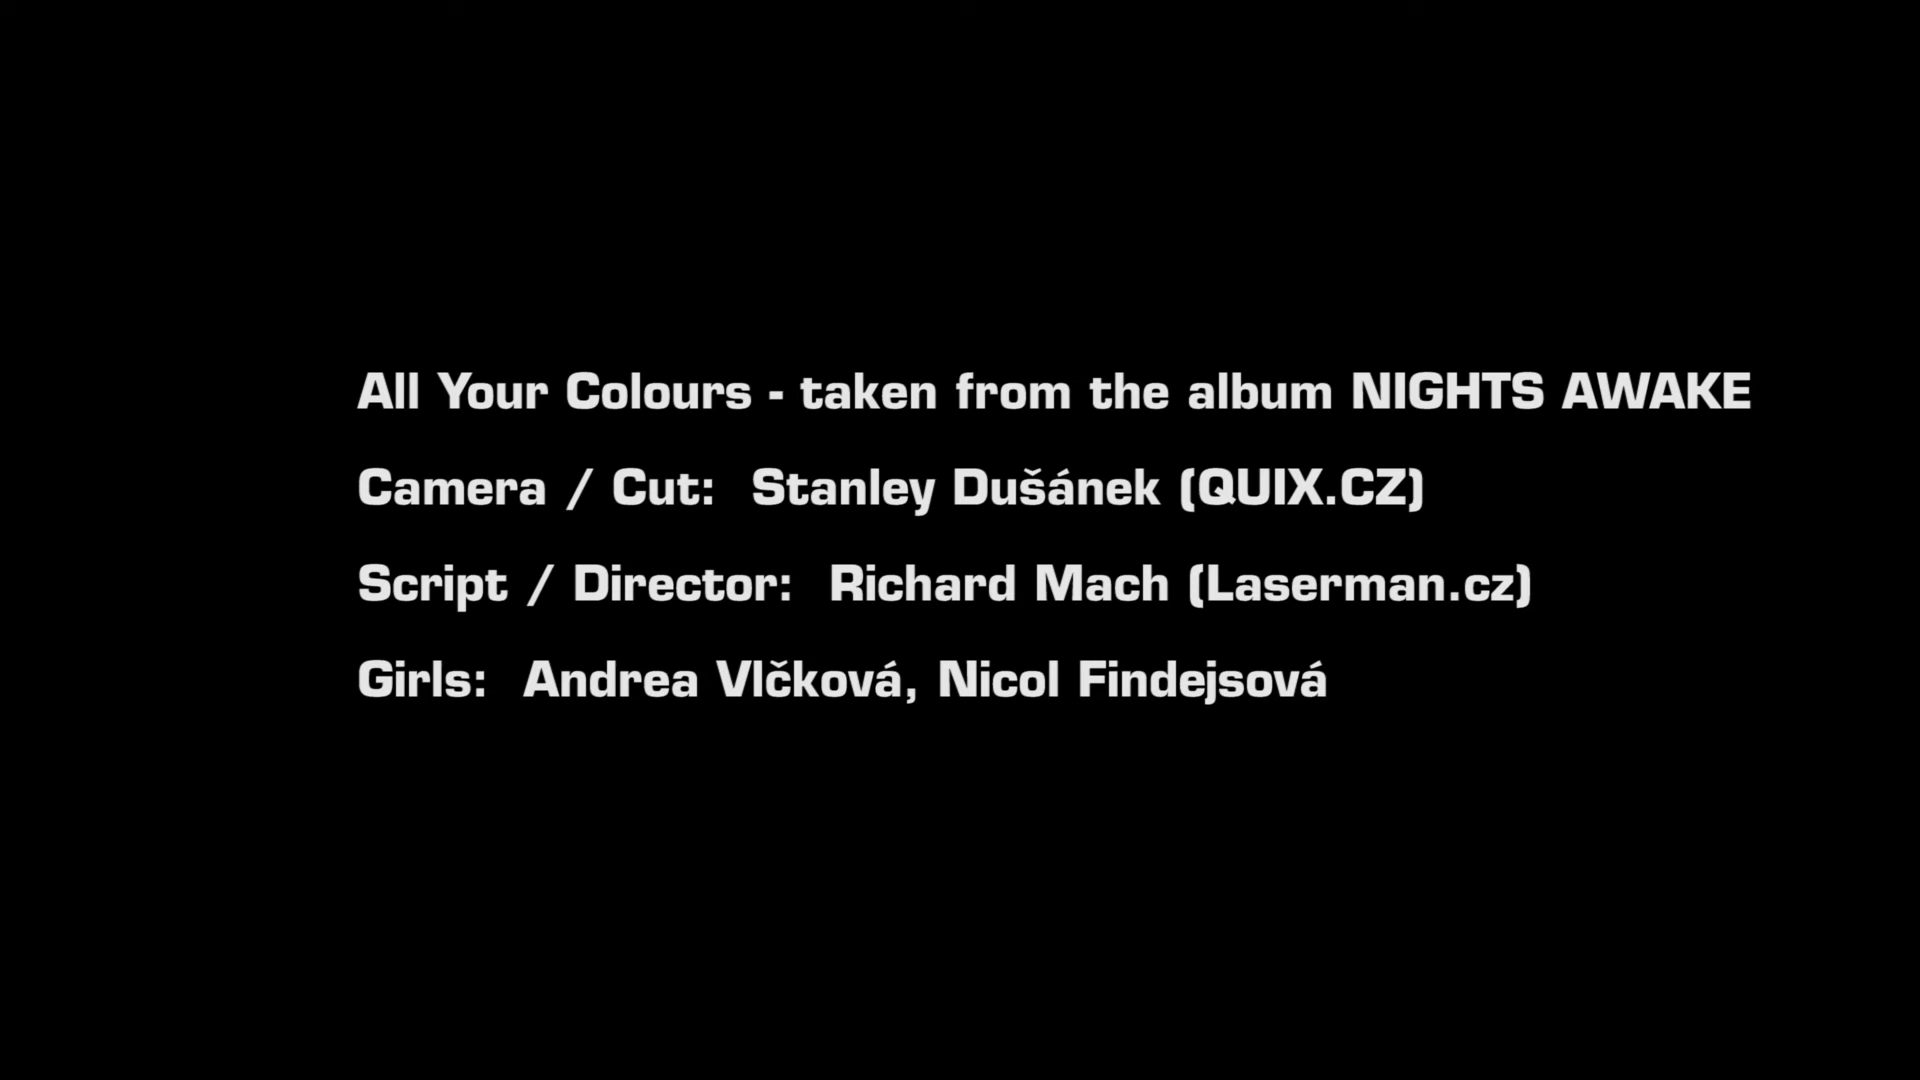 All Your Colours - taken from the album NIGHTS AWAKE
Camera / Cut: Stanley Dušánek (QUIX.CZ)
Script / Director: Richard Mach (Laserman.cz)
Girls: Andrea Vlčková, Nicol Findejsová